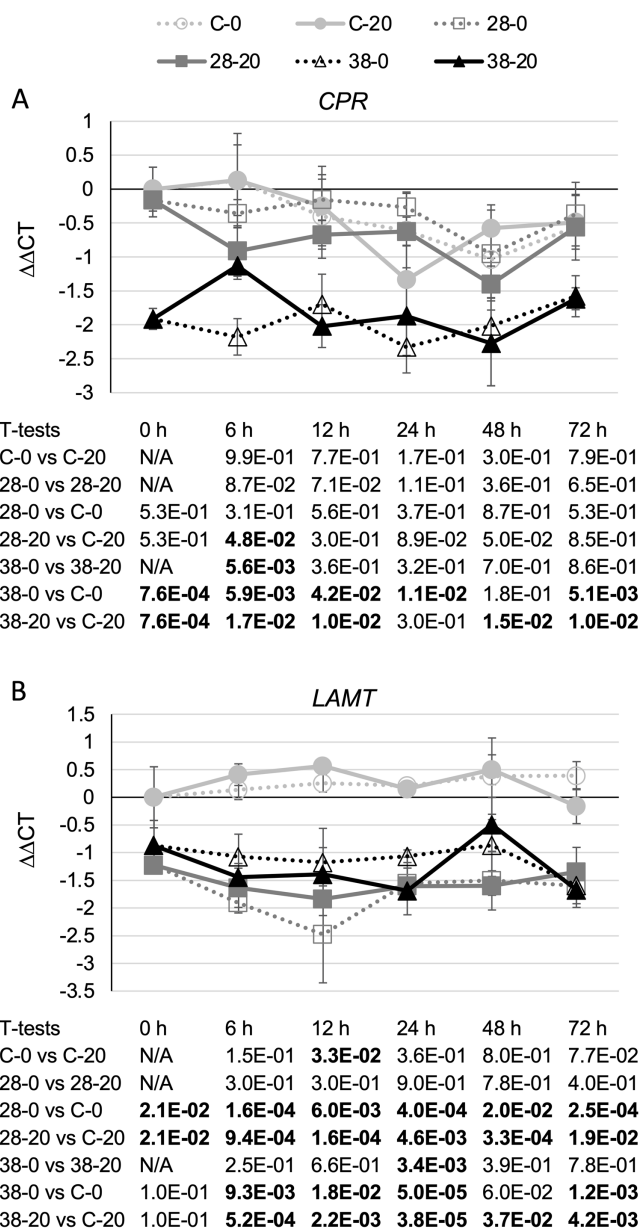 C-0 C-20 28-0
28-20 38-0 38-20
A
CPR
1
0.5
0
-0.5
-1
-1.5
-2
-2.5
-3
ΔΔCT
T-tests 0 h 6 h 12 h 24 h 48 h 72 h
C-0 vs C-20 N/A 9.9E-01 7.7E-01 1.7E-01 3.0E-01 7.9E-01
28-0 vs 28-20 N/A 8.7E-02 7.1E-02 1.1E-01 3.6E-01 6.5E-01
28-0 vs C-0 5.3E-01 3.1E-01 5.6E-01 3.7E-01 8.7E-01 5.3E-01
28-20 vs C-20 5.3E-01 4.8E-02 3.0E-01 8.9E-02 5.0E-02 8.5E-01
38-0 vs 38-20 N/A 5.6E-03 3.6E-01 3.2E-01 7.0E-01 8.6E-01
38-0 vs C-0 7.6E-04 5.9E-03 4.2E-02 1.1E-02 1.8E-01 5.1E-03
38-20 vs C-20 7.6E-04 1.7E-02 1.0E-02 3.0E-01 1.5E-02 1.0E-02
B
LAMT
1.5
1
0.5
0
-0.5
-1
-1.5
-2
-2.5
-3
-3.5
ΔΔCT
T-tests 0 h 6 h 12 h 24 h 48 h 72 h
C-0 vs C-20 N/A 1.5E-01 3.3E-02 3.6E-01 8.0E-01 7.7E-02
28-0 vs 28-20 N/A 3.0E-01 3.0E-01 9.0E-01 7.8E-01 4.0E-01
28-0 vs C-0 2.1E-02 1.6E-04 6.0E-03 4.0E-04 2.0E-02 2.5E-04
28-20 vs C-20 2.1E-02 9.4E-04 1.6E-04 4.6E-03 3.3E-04 1.9E-02
38-0 vs 38-20 N/A 2.5E-01 6.6E-01 3.4E-03 3.9E-01 7.8E-01
38-0 vs C-0 1.0E-01 9.3E-03 1.8E-02 5.0E-05 6.0E-02 1.2E-03
38-20 vs C-20 1.0E-01 5.2E-04 2.2E-03 3.8E-05 3.7E-02 4.2E-03